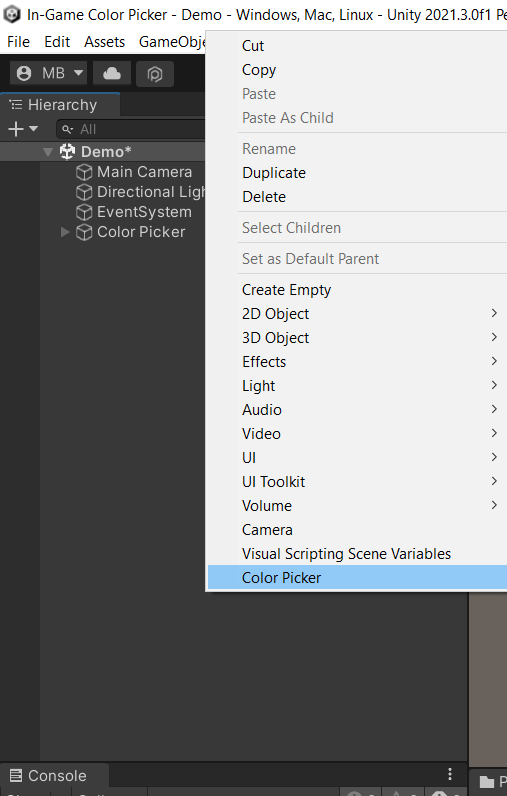 In-Game Color Picker - Demo - Windows, Mac, Linux - Unity 2021.3.0f1
File Edit Assets
MB
Hierarchy
All
Demo*
Main Camera
Directional
EventSystem
Color Picker
Cut
Copy
Paste
Paste As Child
Rename
Duplicate
Delete
Select Children
Set as Default Parent
Create Empty
2D Object
3D Object
Effects
Light
Audio
Video
UI
UI Toolkit
Volume
Camera
Visual Scripting Scene Variables
Color Picker
Console